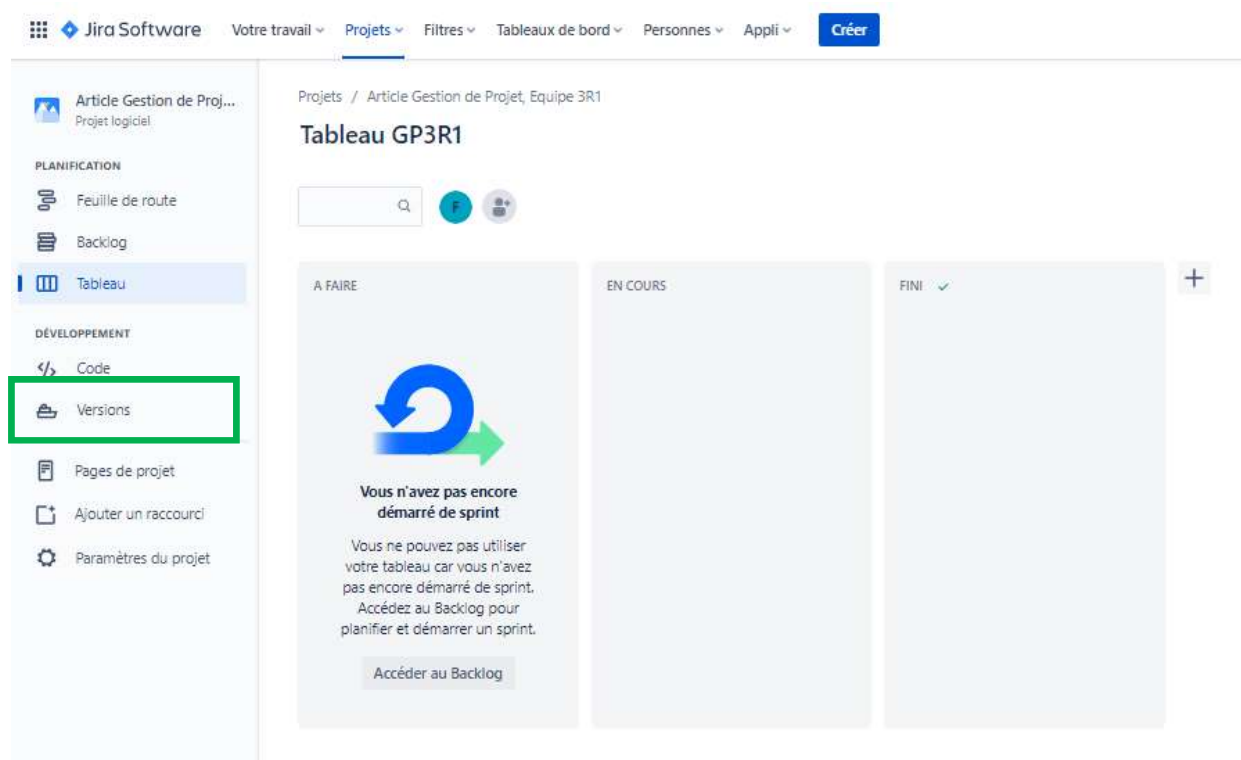 Jira Software Votre travail Projets Filtres Tableaux de bord Personnes Appli Créer
Article Gestion de Proj...
Projet logiciel
PLANIFICATION
Feuille de route
Backlog
Tableau
DÉVELOPPEMENT
Code
Versions
Pages de projet
Ajouter un raccourci
Paramètres du projet
Projets / Article Gestion de Projet, Equipe 3R1
Tableau GP3R1
F
A FAIRE
Vous n'avez pas encore
démarré de sprint
Vous ne pouvez pas utiliser
votre tableau car vous n'avez
pas encore démarré de sprint.
Accédez au Backlog pour
planifier et démarrer un sprint.
Accéder au Backlog
EN COURS
FINI